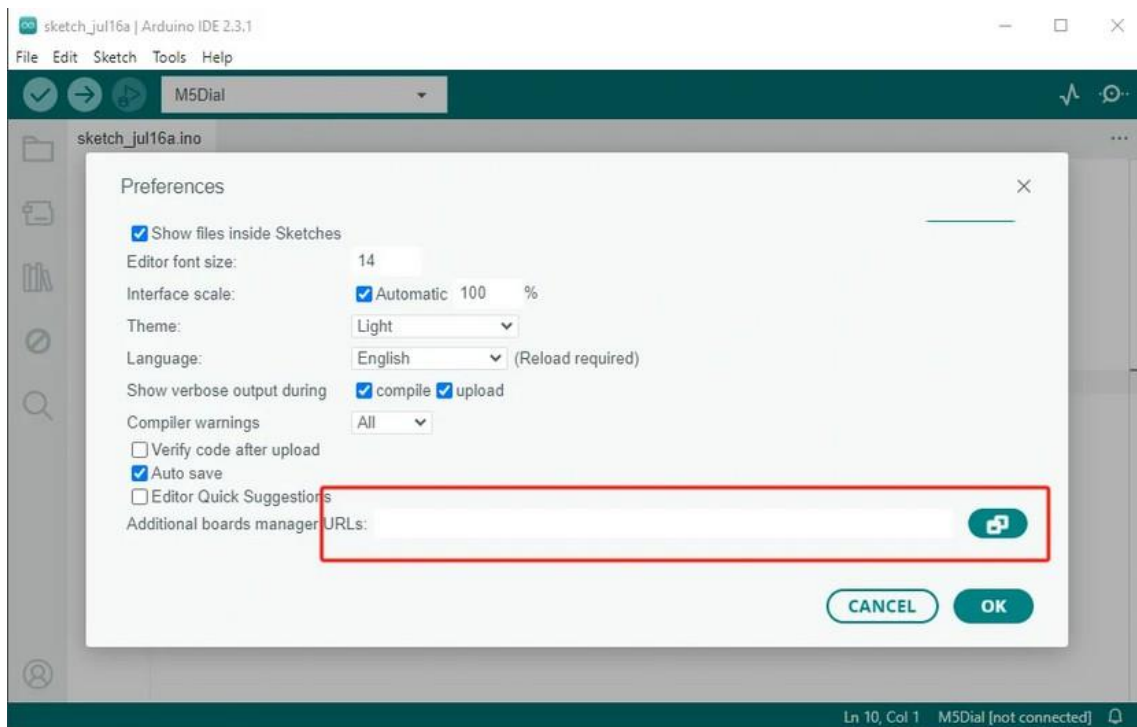 sketch_jul16a | Arduino IDE 2.3.1
File Edit Sketch Tools Help
M5Dial
sketch_jul16a.ino
Preferences
Show files inside Sketches
Editor font size: 14
Interface scale: Automatic 100 %
Theme: Light
Language: English (Reload required)
Show verbose output during compile upload
Compiler warnings All
Verify code after upload
Auto save
Editor Quick Suggestions
Additional boards manager URLs:
CANCEL OK
Ln 10, Col 1 M5Dial [not connected]